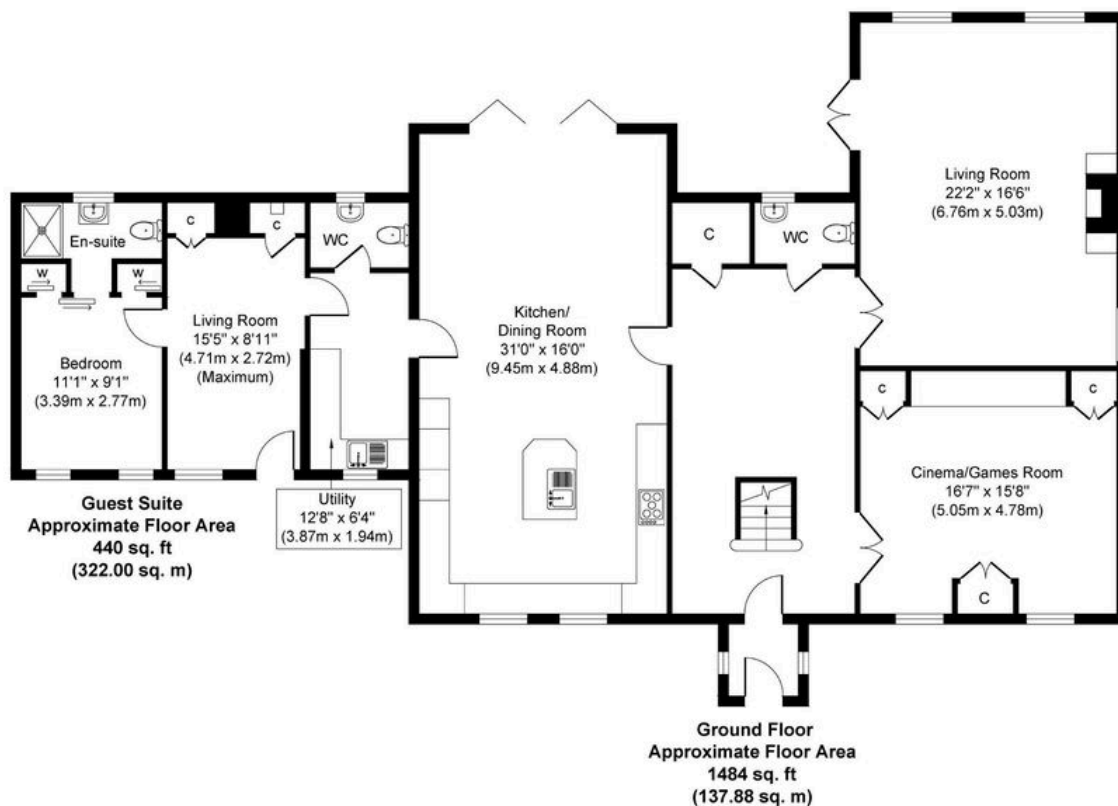 Living Room
22'2" x 16'6"
(6.76m x 5.03m)
C
C
WC
C
WC
En-suite
W
W
Living Room
15'5" x 8'11"
(4.71m x 2.72m)
(Maximum)
Kitchen/
Dining Room
31'0" x 16'0"
(9.45m x 4.88m)
Bedroom
11'1" x 9'1"
(3.39m x 2.77m)
C
C
Cinema/Games Room
16'7" x 15'8"
(5.05m x 4.78m)
C
Utility
12'8" x 6'4"
(3.87m x 1.94m)
Guest Suite
Approximate Floor Area
440 sq. ft
(322.00 sq. m)
Ground Floor
Approximate Floor Area
1484 sq. ft
(137.88 sq. m)